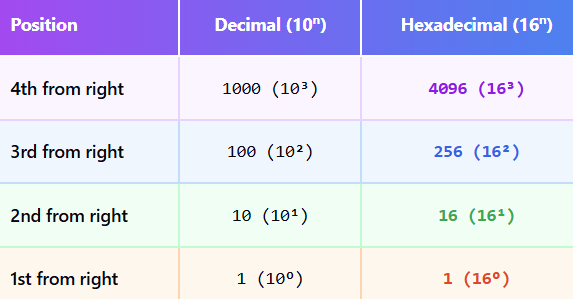 Position Decimal (10ⁿ) Hexadecimal (16ⁿ)
4th from right 1000 (10³) 4096 (16³)
3rd from right 100 (10²) 256 (16²)
2nd from right 10 (10¹) 16 (16¹)
1st from right 1 (10⁰) 1 (16⁰)